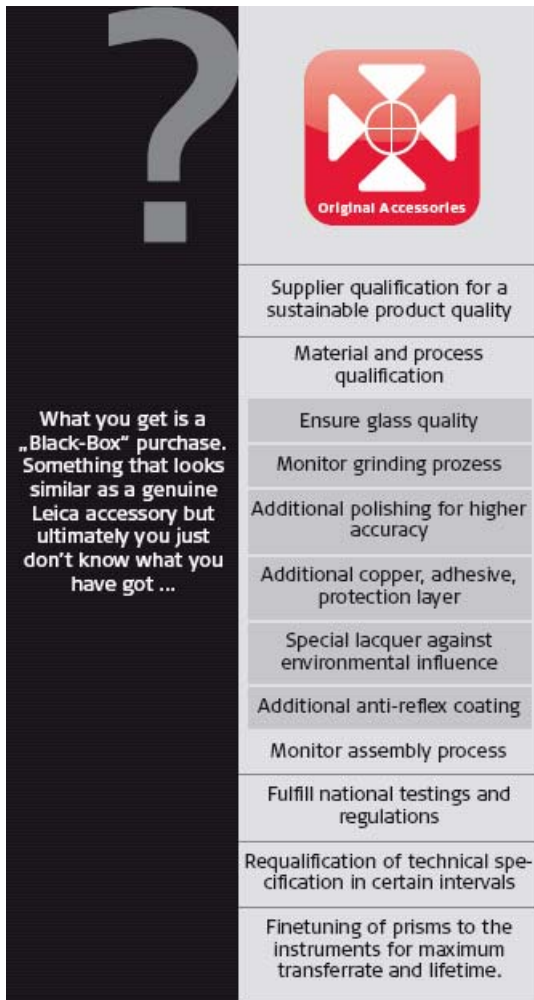 ?
Original Accessories
What you get is a
„Black-Box“ purchase.
Something that looks
similar as a genuine
Leica accessory but
ultimately you just
don't know what you
have got ...
Supplier qualification for a
sustainable product quality
Material and process
qualification
Ensure glass quality
Monitor grinding prozess
Additional polishing for higher
accuracy
Additional copper, adhesive,
protection layer
Special lacquer against
environmental influence
Additional anti-reflex coating
Monitor assembly process
Fulfill national testings and
regulations
Requalification of technical spe-
cification in certain intervals
Finetuning of prisms to the
instruments for maximum
transferrate and lifetime.